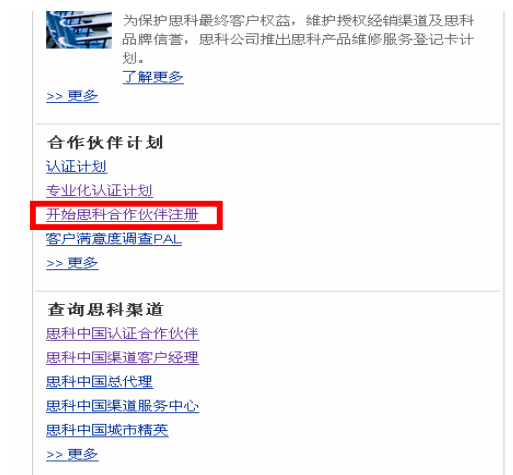 为保护思科最终客户权益，维护授权经销渠道及思科
品牌信誉，思科公司推出思科产品维修服务登记卡计
划。
了解更多
>> 更多
合作伙伴计划
认证计划
专业化认证计划
开始思科合作伙伴注册
客户满意度调查PAL
>> 更多
查询思科渠道
思科中国认证合作伙伴
思科中国渠道客户经理
思科中国总代理
思科中国渠道服务中心
思科中国城市精英
>> 更多